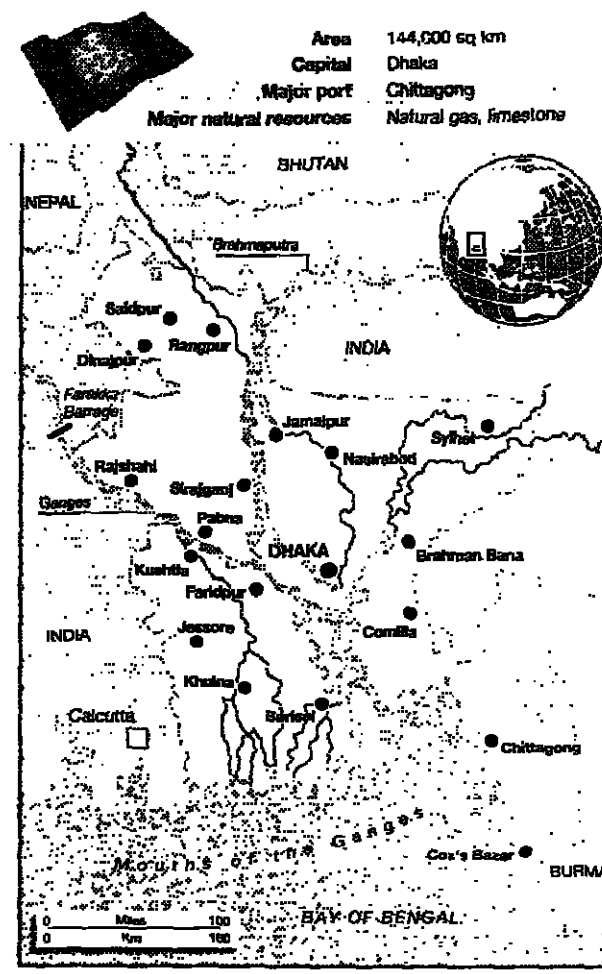 Area 144,000 sq km
Capital Dhaka
Major port Chittagong
Major natural resources Natural gas, limestone
BHUTAN
NEPAL
Brahmaputra
Saidpur
Rangpur
Dinajpur
INDIA
Farakka
Barrage
Jamalpur
Sylhet
Nasirabad
Rajshahi
Sirajganj
Ganges
Pabna
DHAKA
Brahman Baria
Kushtia
Faridpur
Comilla
INDIA
Jessore
Khulna
Barisal
Calcutta
Chittagong
Mouths of the Ganges
Cox's Bazar
BURMA
0 Miles 100
0 Km 160
BAY OF BENGAL